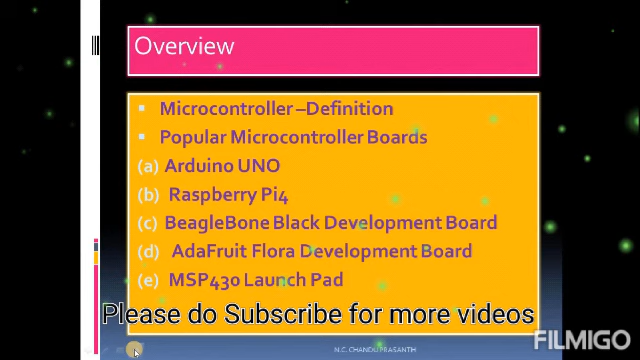 Overview
▪ Microcontroller –Definition
▪ Popular Microcontroller Boards
(a) Arduino UNO
(b) Raspberry Pi4
(c) BeagleBone Black Development Board
(d) AdaFruit Flora Development Board
(e) MSP430 Launch Pad
Please do Subscribe for more videos
FILMIGO
N.C. CHANDU PRASANTH